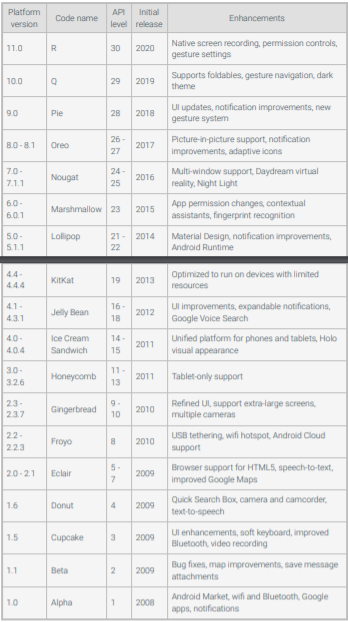 Platform version Code name API level Initial release Enhancements
11.0 R 30 2020 Native screen recording, permission controls,
gesture settings
10.0 Q 29 2019 Supports foldables, gesture navigation, dark
theme
9.0 Pie 28 2018 UI updates, notification improvements, new
gesture system
8.0 - 8.1 Oreo 26 - 27 2017 Picture-in-picture support, notification
improvements, adaptive icons
7.0 - 7.1.1 Nougat 24 - 25 2016 Multi-window support, Daydream virtual
reality, Night Light
6.0 - 6.0.1 Marshmallow 23 2015 App permission changes, contextual
assistants, fingerprint recognition
5.0 - 5.1.1 Lollipop 21 - 22 2014 Material Design, notification improvements,
Android Runtime
4.4 - 4.4.4 KitKat 19 2013 Optimized to run on devices with limited
resources
4.1 - 4.3.1 Jelly Bean 16 - 18 2012 UI improvements, expandable notifications,
Google Voice Search
4.0 - 4.0.4 Ice Cream Sandwich 14 - 15 2011 Unified platform for phones and tablets, Holo
visual appearance
3.0 - 3.2.6 Honeycomb 11 - 13 2011 Tablet-only support
2.3 - 2.3.7 Gingerbread 9 - 10 2010 Refined UI, support extra-large screens,
multiple cameras
2.2 - 2.2.3 Froyo 8 2010 USB tethering, wifi hotspot, Android Cloud
support
2.0 - 2.1 Eclair 5 - 7 2009 Browser support for HTML5, speech-to-text,
improved Google Maps
1.6 Donut 4 2009 Quick Search Box, camera and camcorder,
text-to-speech
1.5 Cupcake 3 2009 UI enhancements, soft keyboard, improved
Bluetooth, video recording
1.1 Beta 2 2009 Bug fixes, map improvements, save message
attachments
1.0 Alpha 1 2008 Android Market, wifi and Bluetooth, Google
apps, notifications